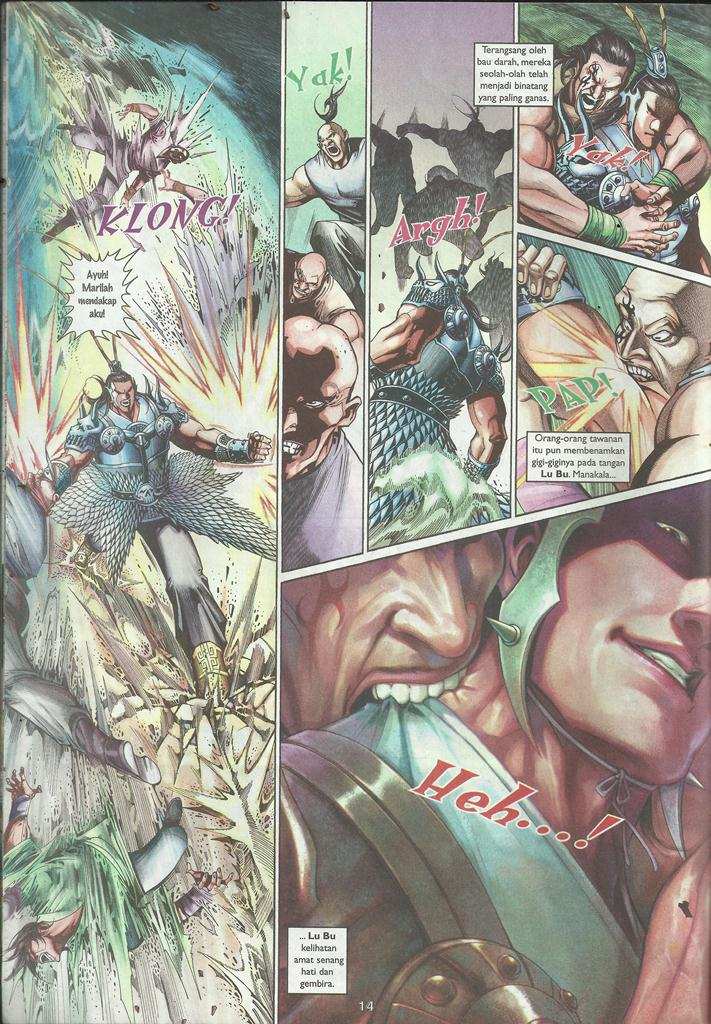 KLONG!
Ayuh!
Marilah
mendakap
aku!
Yak!
Argh!
Terangsang oleh
bau darah, mereka
seolah-olah telah
menjadi binatang
yang paling ganas.
Yak!
PAP!
Orang-orang tawanan
itu pun membenamkan
gigi-giginya pada tangan
Lu Bu. Manakala...
Heh....!
... Lu Bu
kelihatan
amat senang
hati dan
gembira.
14